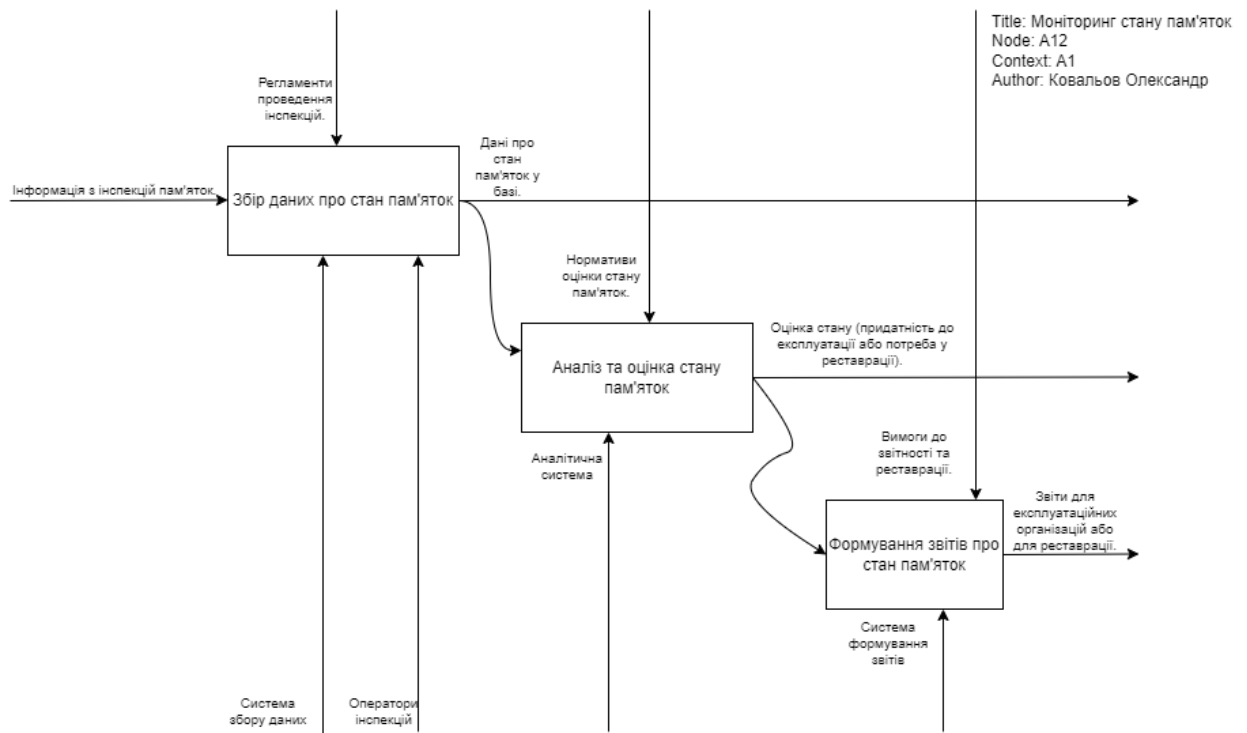 Title: Моніторинг стану пам'яток
Node: A12
Context: A1
Author: Ковальов Олександр
Регламенти
проведення
інспекцій.
Дані про
стан
пам'яток у
базі.
Інформація з інспекцій пам'яток.
Збір даних про стан пам'яток
Нормативи
оцінки стану
пам'яток.
Оцінка стану (придатність до
експлуатації або потреба у
реставрації).
Аналіз та оцінка стану
пам'яток
Вимоги до
звітності та
реставрації.
Аналітична
система
Звіти для
експлуатаційних
організацій або
для реставрації.
Формування звітів про
стан пам'яток
Система
формування
звітів
Система
збору даних
Оператори
інспекцій